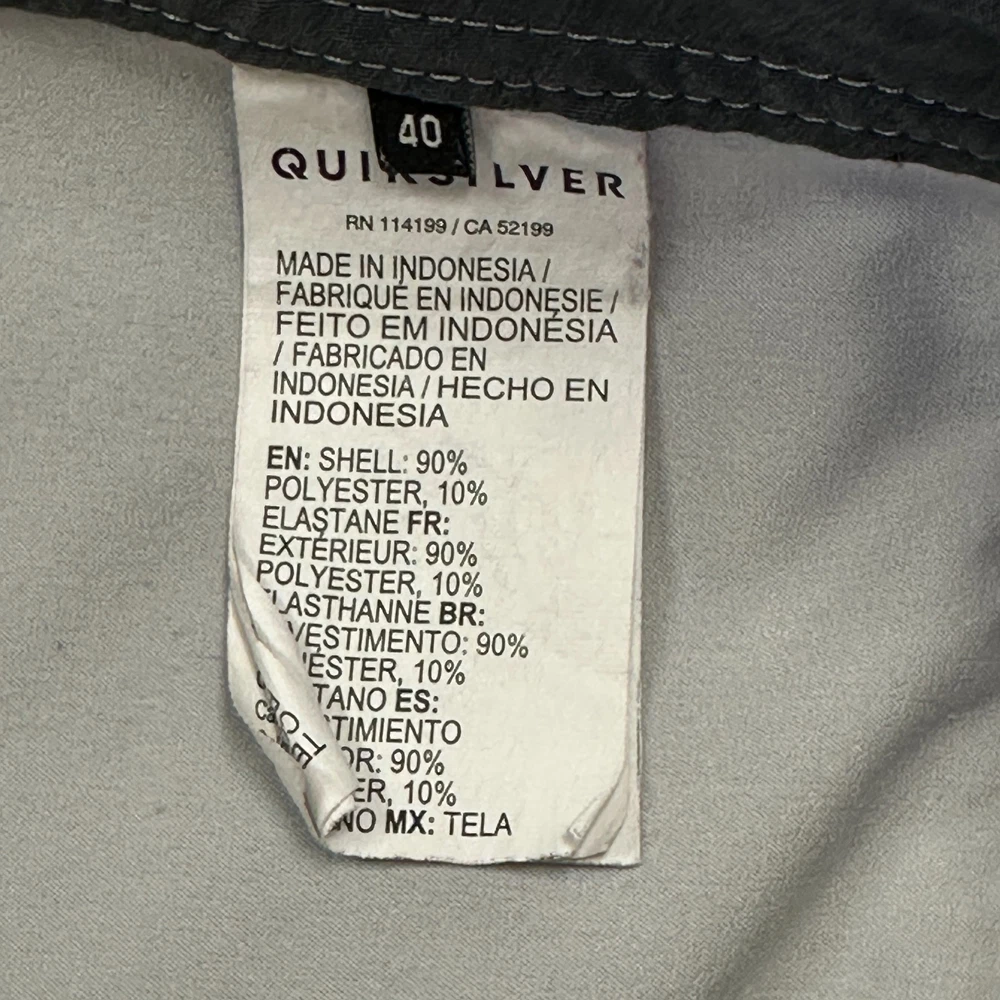 40
QUIKSILVER
RN 114199 / CA 52199
MADE IN INDONESIA /
FABRIQUÉ EN INDONÉSIE /
FEITO EM INDONÉSIA
/ FABRICADO EN
INDONESIA / HECHO EN
INDONESIA
EN: SHELL: 90%
POLYESTER, 10%
ELASTANE FR:
EXTÉRIEUR: 90%
POLYESTER, 10%
ELASTHANNE BR:
90%
10%
ES:
90%
10%
MX: TELA